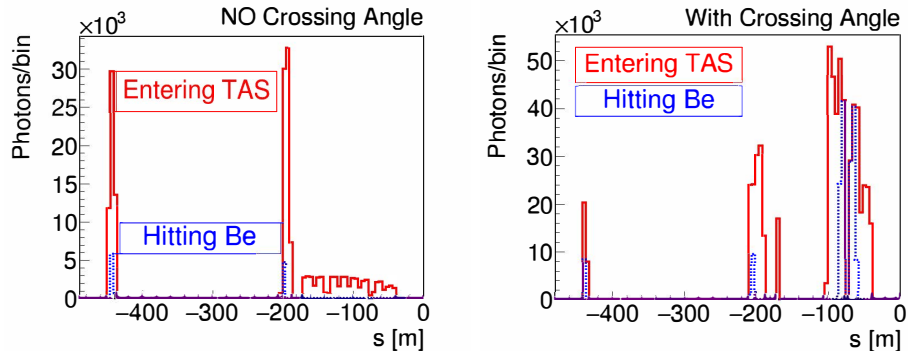 ×10³ NO Crossing Angle
Photons/bin
30
25
20
15
10
5
0
Entering TAS
Hitting Be
−400 −300 −200 −100 0
s [m]
×10³ With Crossing Angle
Photons/bin
50
40
30
20
10
0
Entering TAS
Hitting Be
−400 −300 −200 −100 0
s [m]